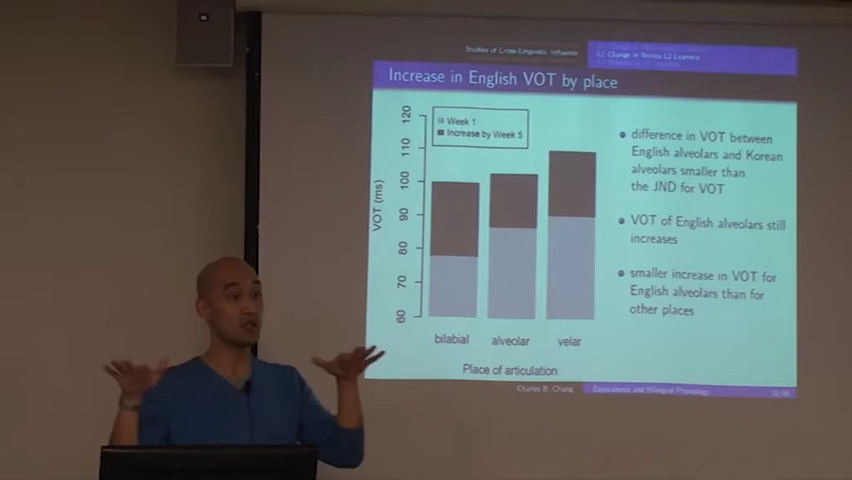 Studies of Cross-Linguistic Influence
L1 Change in Novice L2 Learners
Increase in English VOT by place
Week 1
Increase by Week 5
120
110
100
90
80
70
60
VOT (ms)
bilabial alveolar velar
Place of articulation
difference in VOT between
English alveolars and Korean
alveolars smaller than
the JND for VOT
VOT of English alveolars still
increases
smaller increase in VOT for
English alveolars than for
other places
Charles B. Chang Equivalence and Bilingual Phonology